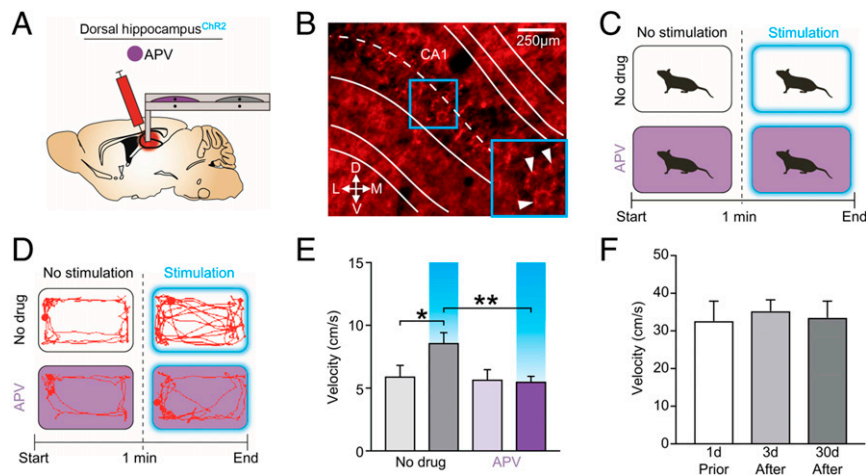 A
Dorsal hippocampusChR2
APV
B
CA1
250µm
D
L M
V
C
No stimulation Stimulation
No drug
APV
Start 1 min End
D
No stimulation Stimulation
No drug
APV
Start 1 min End
E
Velocity (cm/s)
15
10
5
0
* **
No drug APV
F
Velocity (cm/s)
50
40
30
20
10
0
1d 3d 30d
Prior After After